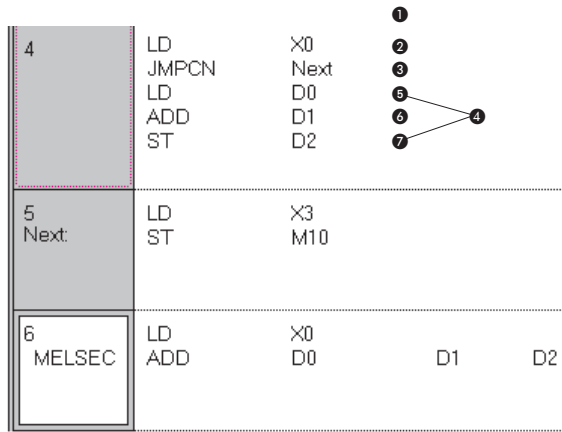 ❶
4 LD X0 ❷
JMPCN Next ❸
LD D0 ❺
ADD D1 ❻ ❹
ST D2 ❼
5 LD X3
Next: ST M10
6 LD X0
MELSEC ADD D0 D1 D2